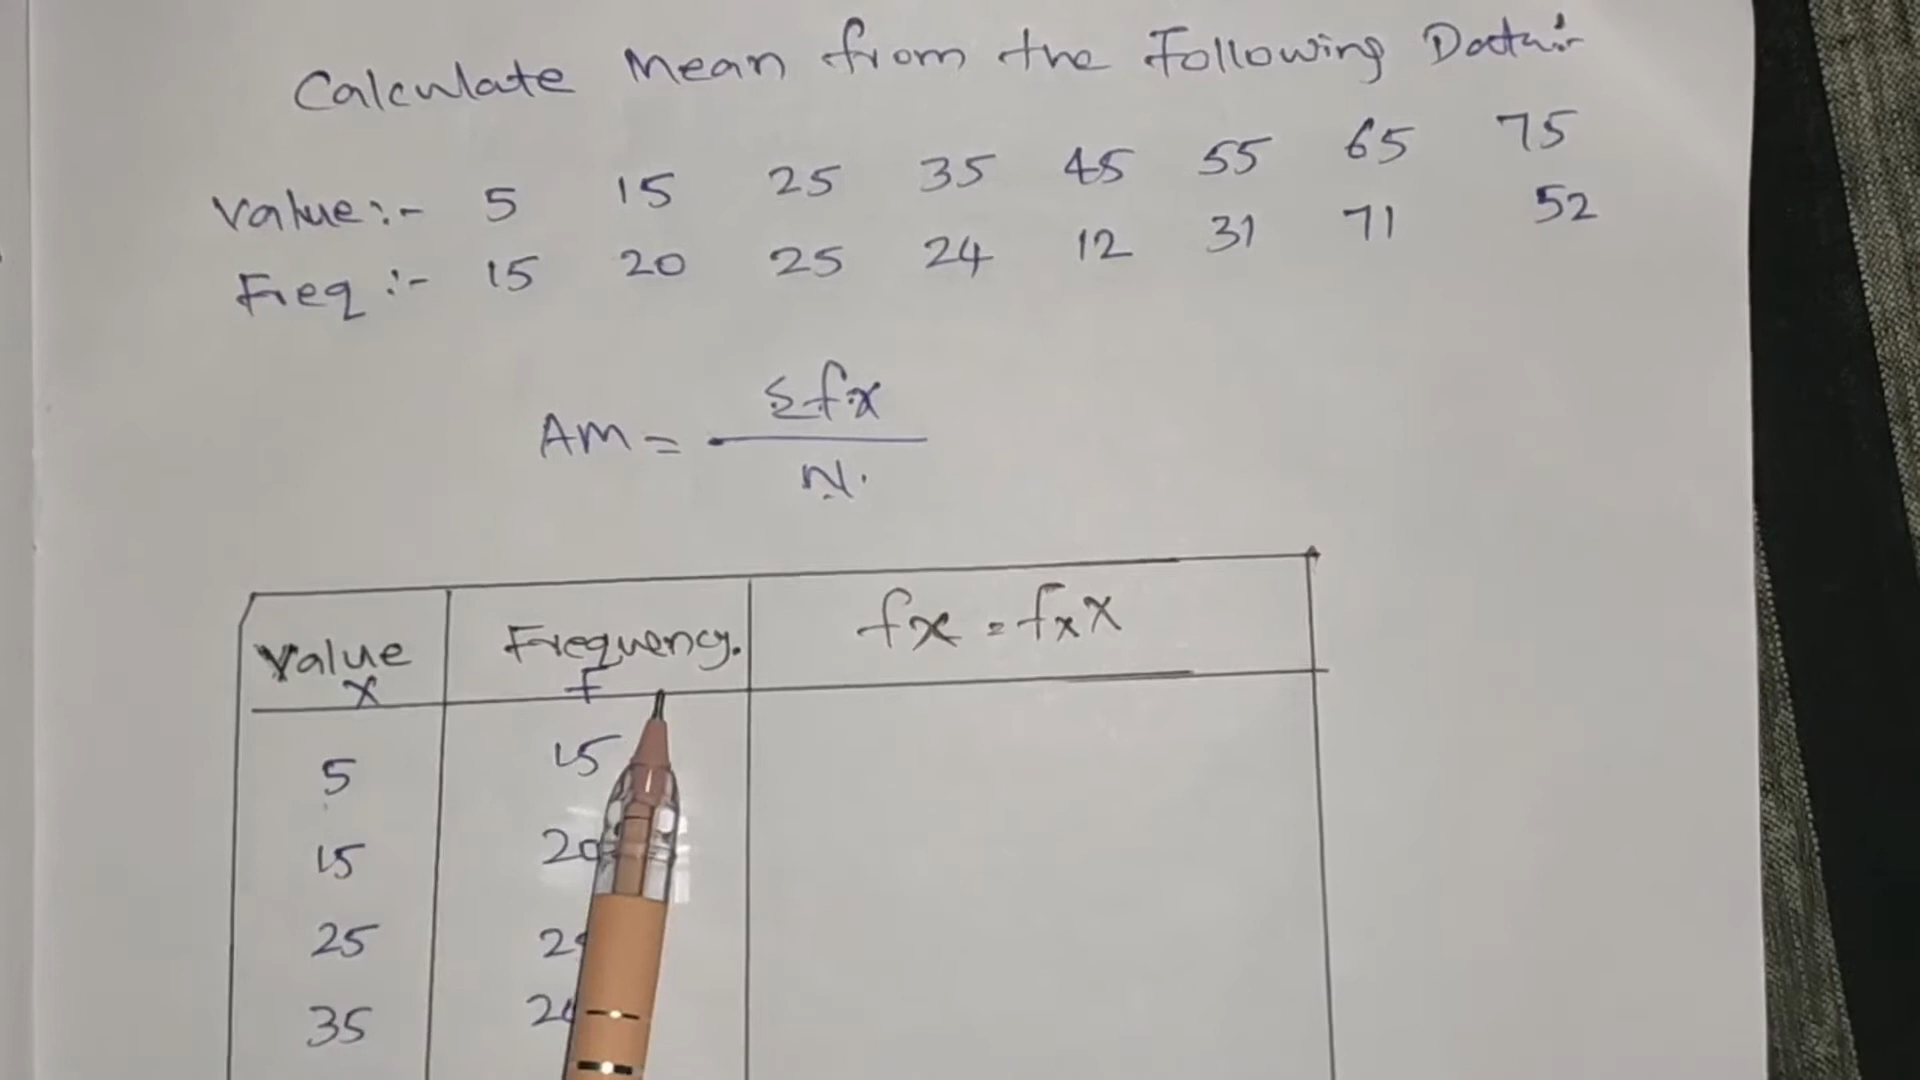 Calculate Mean from the Following Data:-
Value:- 5 15 25 35 45 55 65 75
Freq:- 15 20 25 24 12 31 71 52
AM = Σfx
N.
Value Frequency. fx = f x x
x f
5 15
15 20
25
35